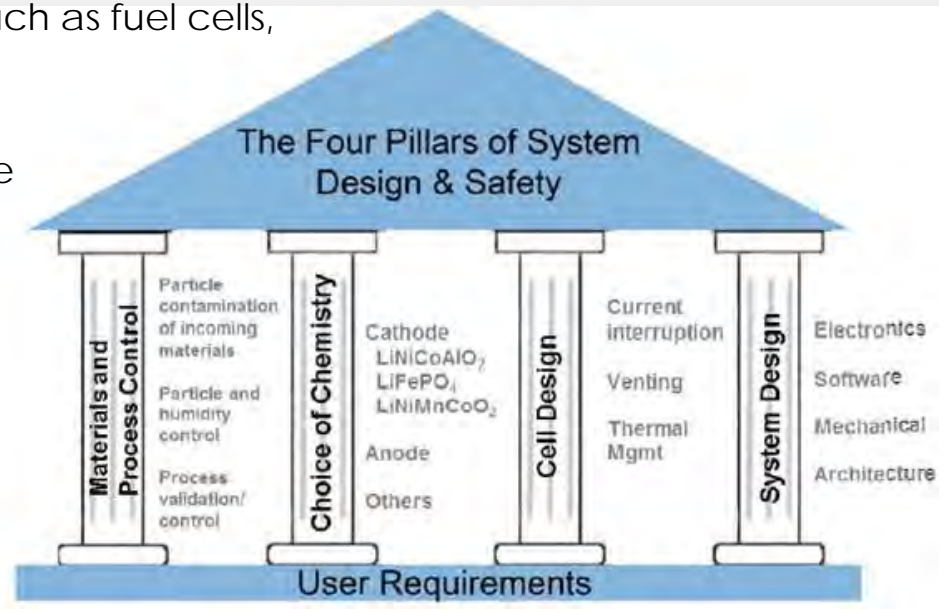 uch as fuel cells,
e
The Four Pillars of System
Design & Safety
Materials and
Process Control
Particle
contamination
of incoming
materials
Particle and
humidity
control
Process
validation/
control
Choice of Chemistry
Cathode
LiNiCoAlO₂
LiFePO₄
LiNiMnCoO₂
Anode
Others
Cell Design
Current
interruption
Venting
Thermal
Mgmt
System Design
Electronics
Software
Mechanical
Architecture
User Requirements